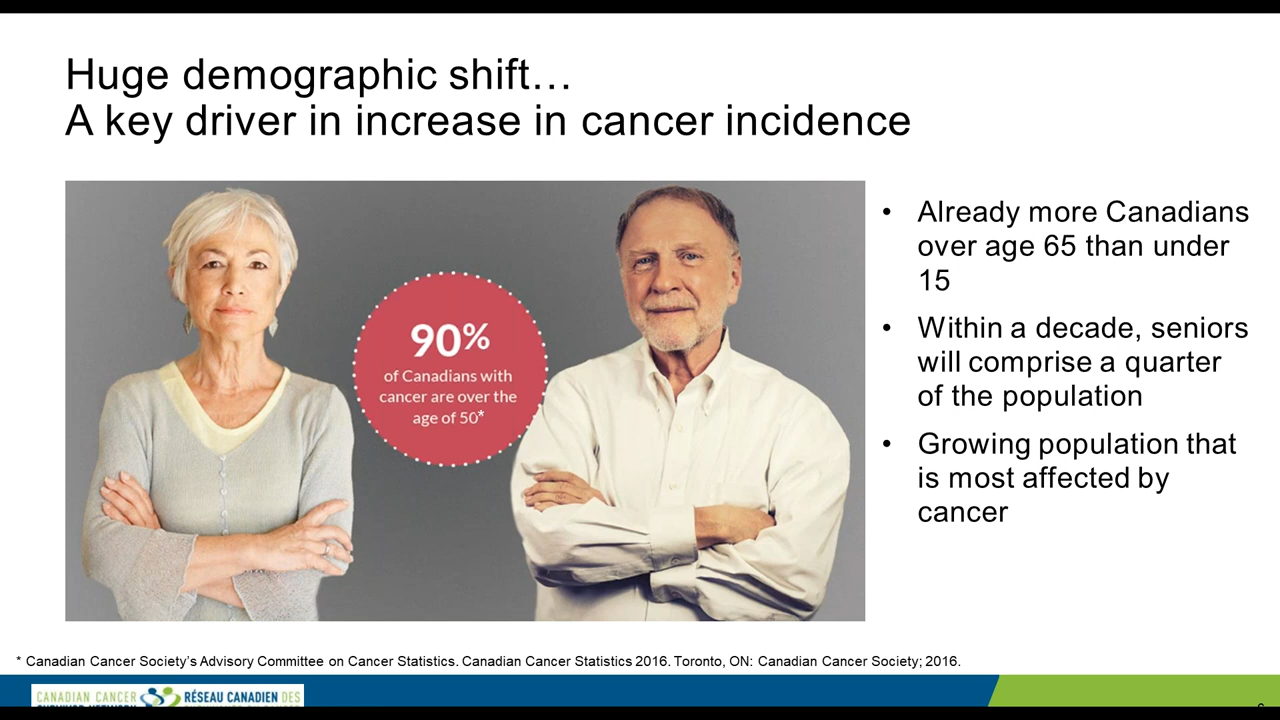 Huge demographic shift…
A key driver in increase in cancer incidence
90%
of Canadians with
cancer are over the
age of 50*
• Already more Canadians
over age 65 than under
15
• Within a decade, seniors
will comprise a quarter
of the population
• Growing population that
is most affected by
cancer
* Canadian Cancer Society's Advisory Committee on Cancer Statistics. Canadian Cancer Statistics 2016. Toronto, ON: Canadian Cancer Society; 2016.
CANADIAN CANCER
RÉSEAU CANADIEN DES